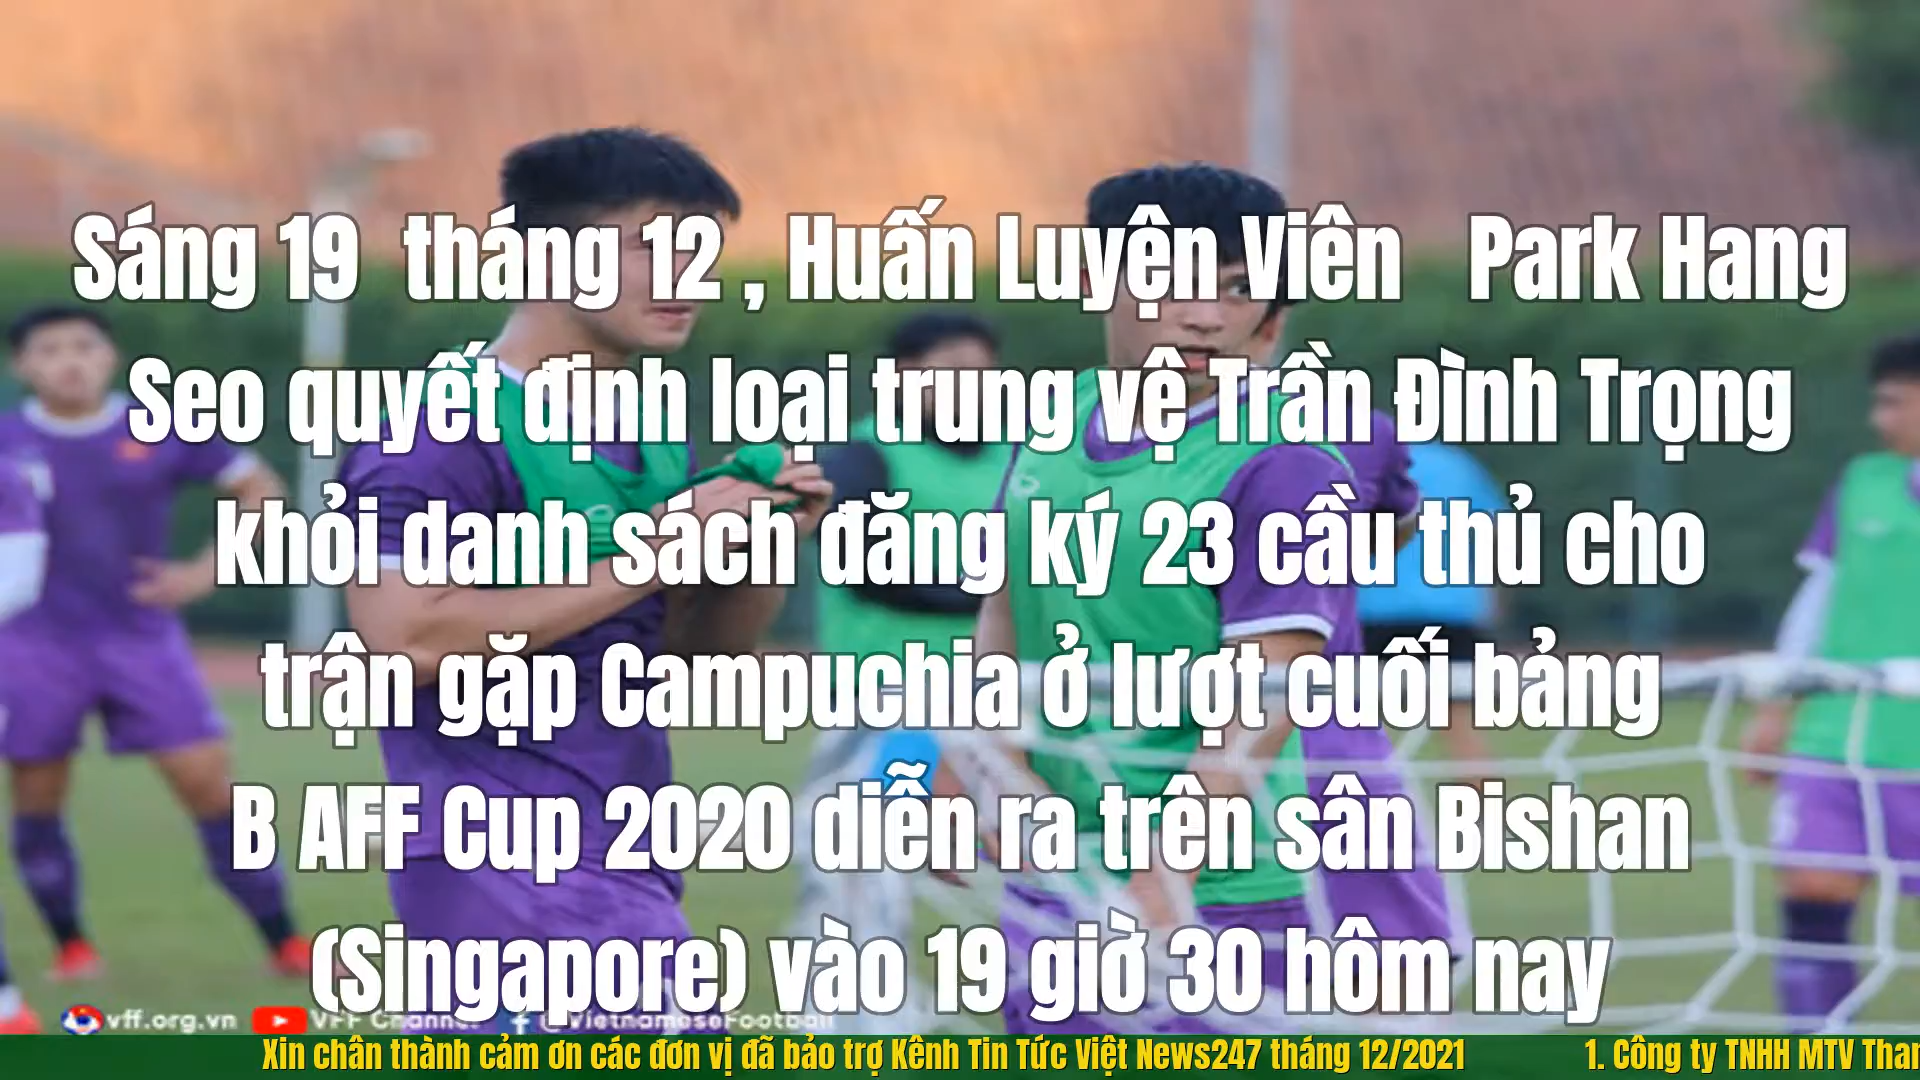 Sáng 19 tháng 12 , Huấn Luyện Viên Park Hang
Seo quyết định loại trung vệ Trần Đình Trọng
khỏi danh sách đăng ký 23 cầu thủ cho
trận gặp Campuchia ở lượt cuối bảng
B AFF Cup 2020 diễn ra trên sân Bishan
(Singapore) vào 19 giờ 30 hôm nay
vff.org.vn VFF Channel @VietnameseFootball
Xin chân thành cảm ơn các đơn vị đã bảo trợ Kênh Tin Tức Việt News247 tháng 12/2021 1. Công ty TNHH MTV